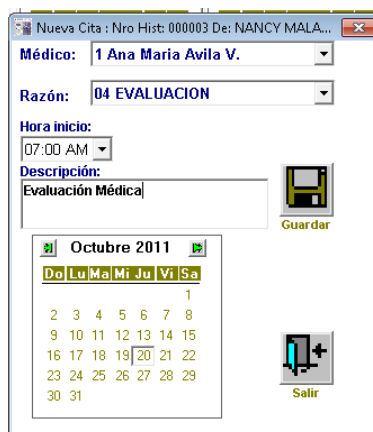 Nueva Cita : Nro Hist: 000003 De: NANCY MALA...
Médico: 1 Ana Maria Avila V.
Razón: 04 EVALUACION
Hora inicio:
07:00 AM
Descripción:
Evaluación Médica
Guardar
Octubre 2011
Do Lu Ma Mi Ju Vi Sa
1
2 3 4 5 6 7 8
9 10 11 12 13 14 15
16 17 18 19 20 21 22
23 24 25 26 27 28 29
30 31
Salir